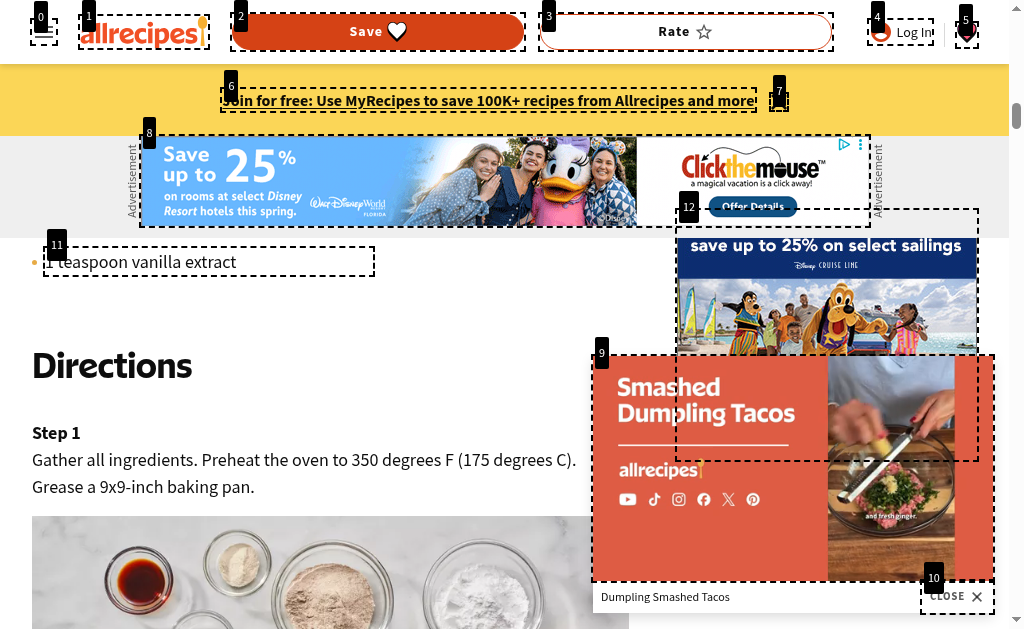 0
1
2
3
4
5
allrecipes
Save
Rate
Log In
6
7
Join for free: Use MyRecipes to save 100K+ recipes from Allrecipes and more
8
Advertisement
Save
up to 25%
on rooms at select Disney
Resort hotels this spring.
Walt Disney World
FLORIDA
©Disney
Clickthemouse™
a magical vacation is a click away!
Offer Details
Advertisement
12
save up to 25% on select sailings
Disney CRUISE LINE
11
1 teaspoon vanilla extract
Directions
Step 1
Gather all ingredients. Preheat the oven to 350 degrees F (175 degrees C).
Grease a 9x9-inch baking pan.
9
Smashed
Dumpling Tacos
allrecipes
and fresh ginger.
10
Dumpling Smashed Tacos
CLOSE